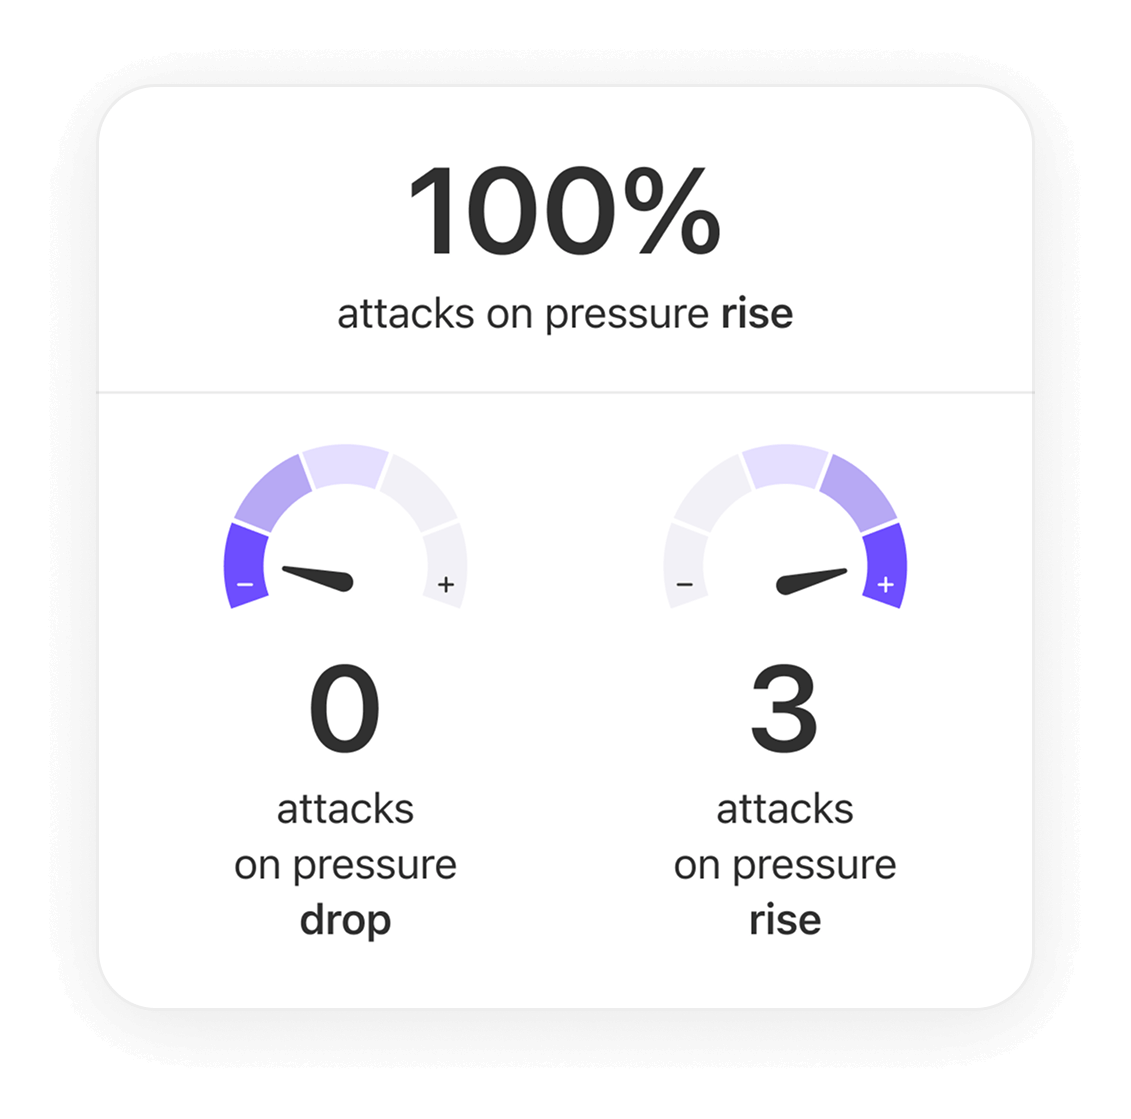 100%
attacks on pressure rise
− +
− +
0
attacks
on pressure
drop
3
attacks
on pressure
rise